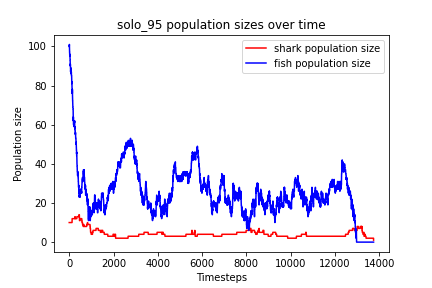 solo_95 population sizes over time
shark population size
fish population size
Population size
100
80
60
40
20
0
0 2000 4000 6000 8000 10000 12000 14000
Timesteps